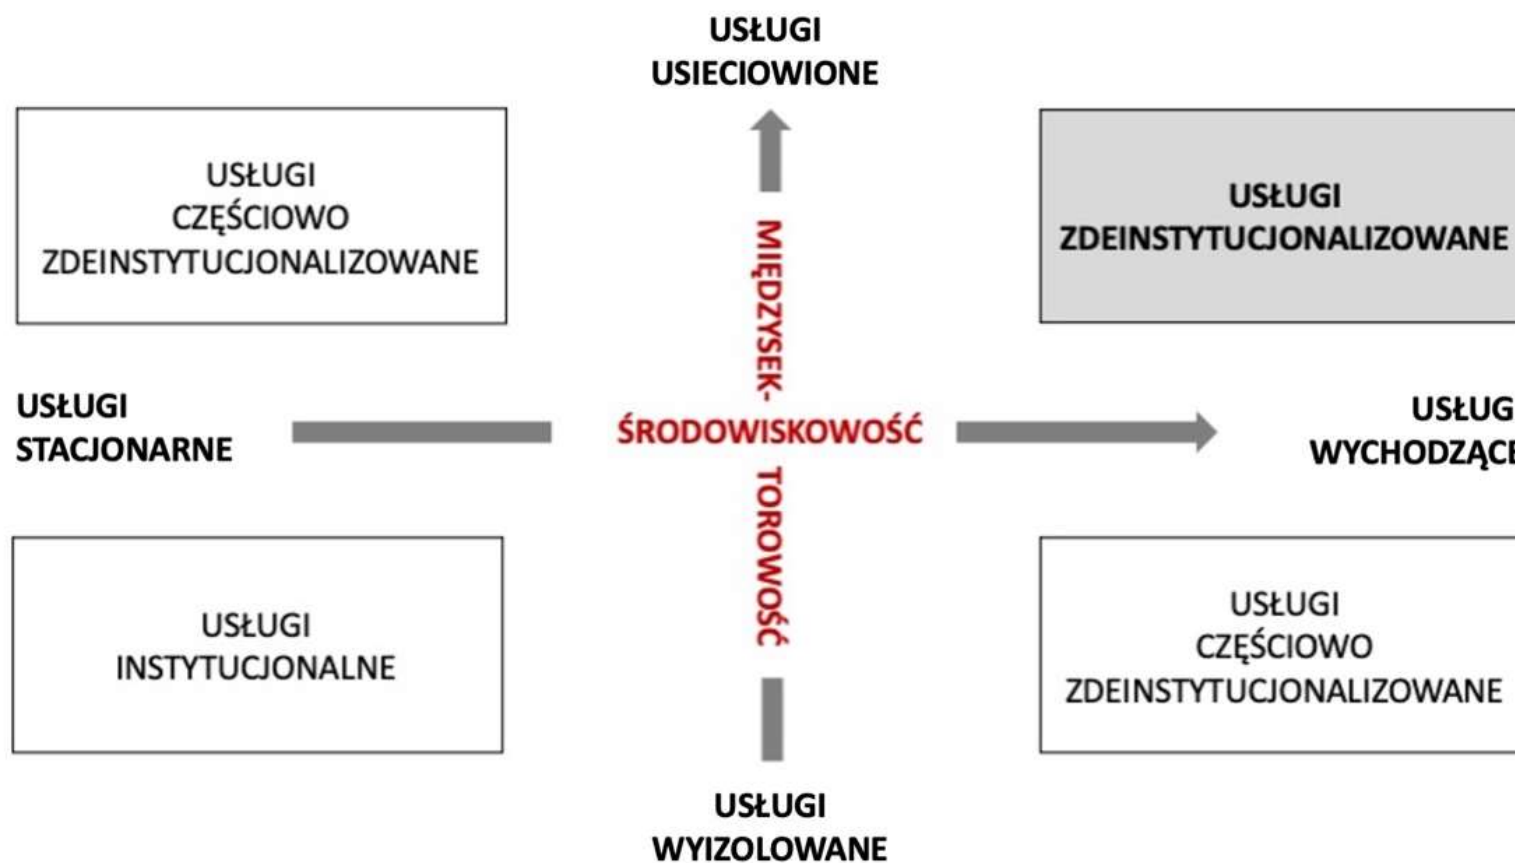 USŁUGI
USIECIOWIONE
USŁUGI
CZĘŚCIOWO
ZDEINSTYTUCJONALIZOWANE
USŁUGI
ZDEINSTYTUCJONALIZOWANE
MIĘDZYSEK-
USŁUGI
STACJONARNE
ŚRODOWISKOWOŚĆ
USŁUG
WYCHODZĄCE
TOROWOŚĆ
USŁUGI
INSTYTUCJONALNE
USŁUGI
CZĘŚCIOWO
ZDEINSTYTUCJONALIZOWANE
USŁUGI
WYIZOLOWANE